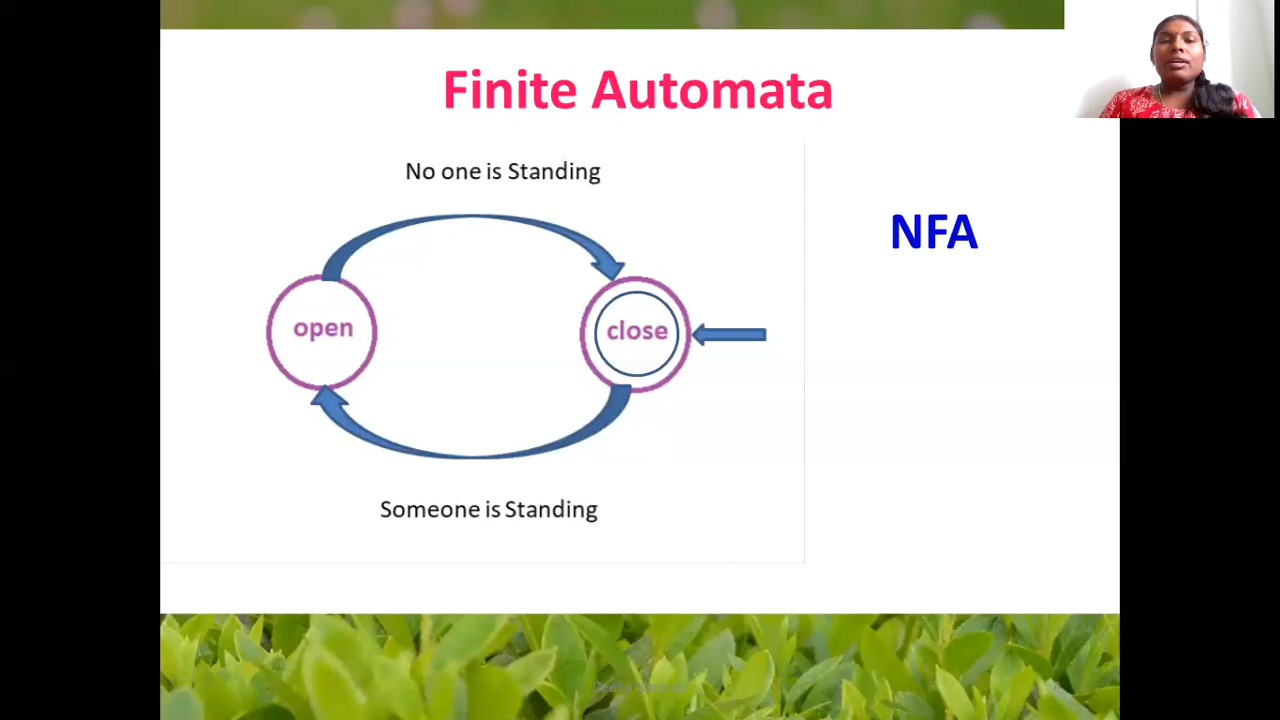 Finite Automata
No one is Standing
NFA
open
close
Someone is Standing